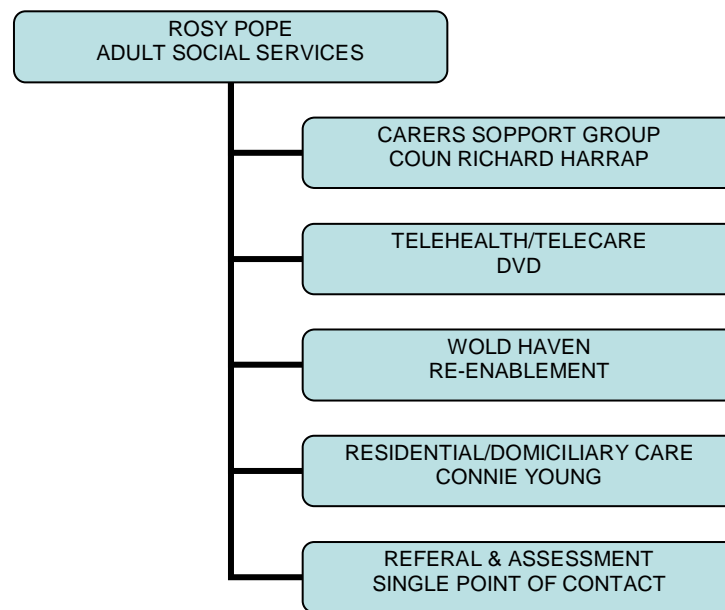 ROSY POPE
ADULT SOCIAL SERVICES
CARERS SOPPORT GROUP
COUN RICHARD HARRAP
TELEHEALTH/TELECARE
DVD
WOLD HAVEN
RE-ENABLEMENT
RESIDENTIAL/DOMICILIARY CARE
CONNIE YOUNG
REFERAL & ASSESSMENT
SINGLE POINT OF CONTACT